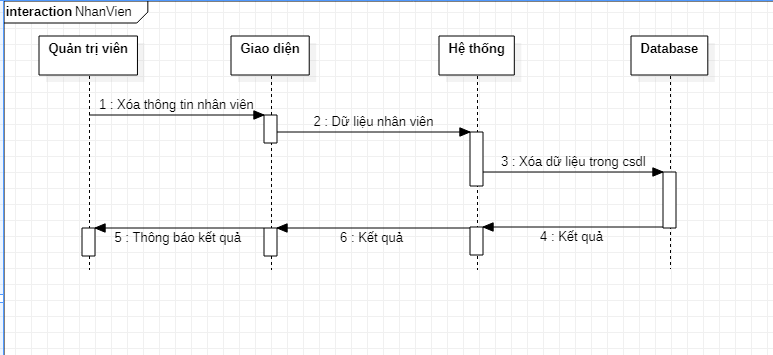 interaction NhanVien
Quản trị viên
Giao diện
Hệ thống
Database
1 : Xóa thông tin nhân viên
2 : Dữ liệu nhân viên
3 : Xóa dữ liệu trong csdl
5 : Thông báo kết quả
6 : Kết quả
4 : Kết quả